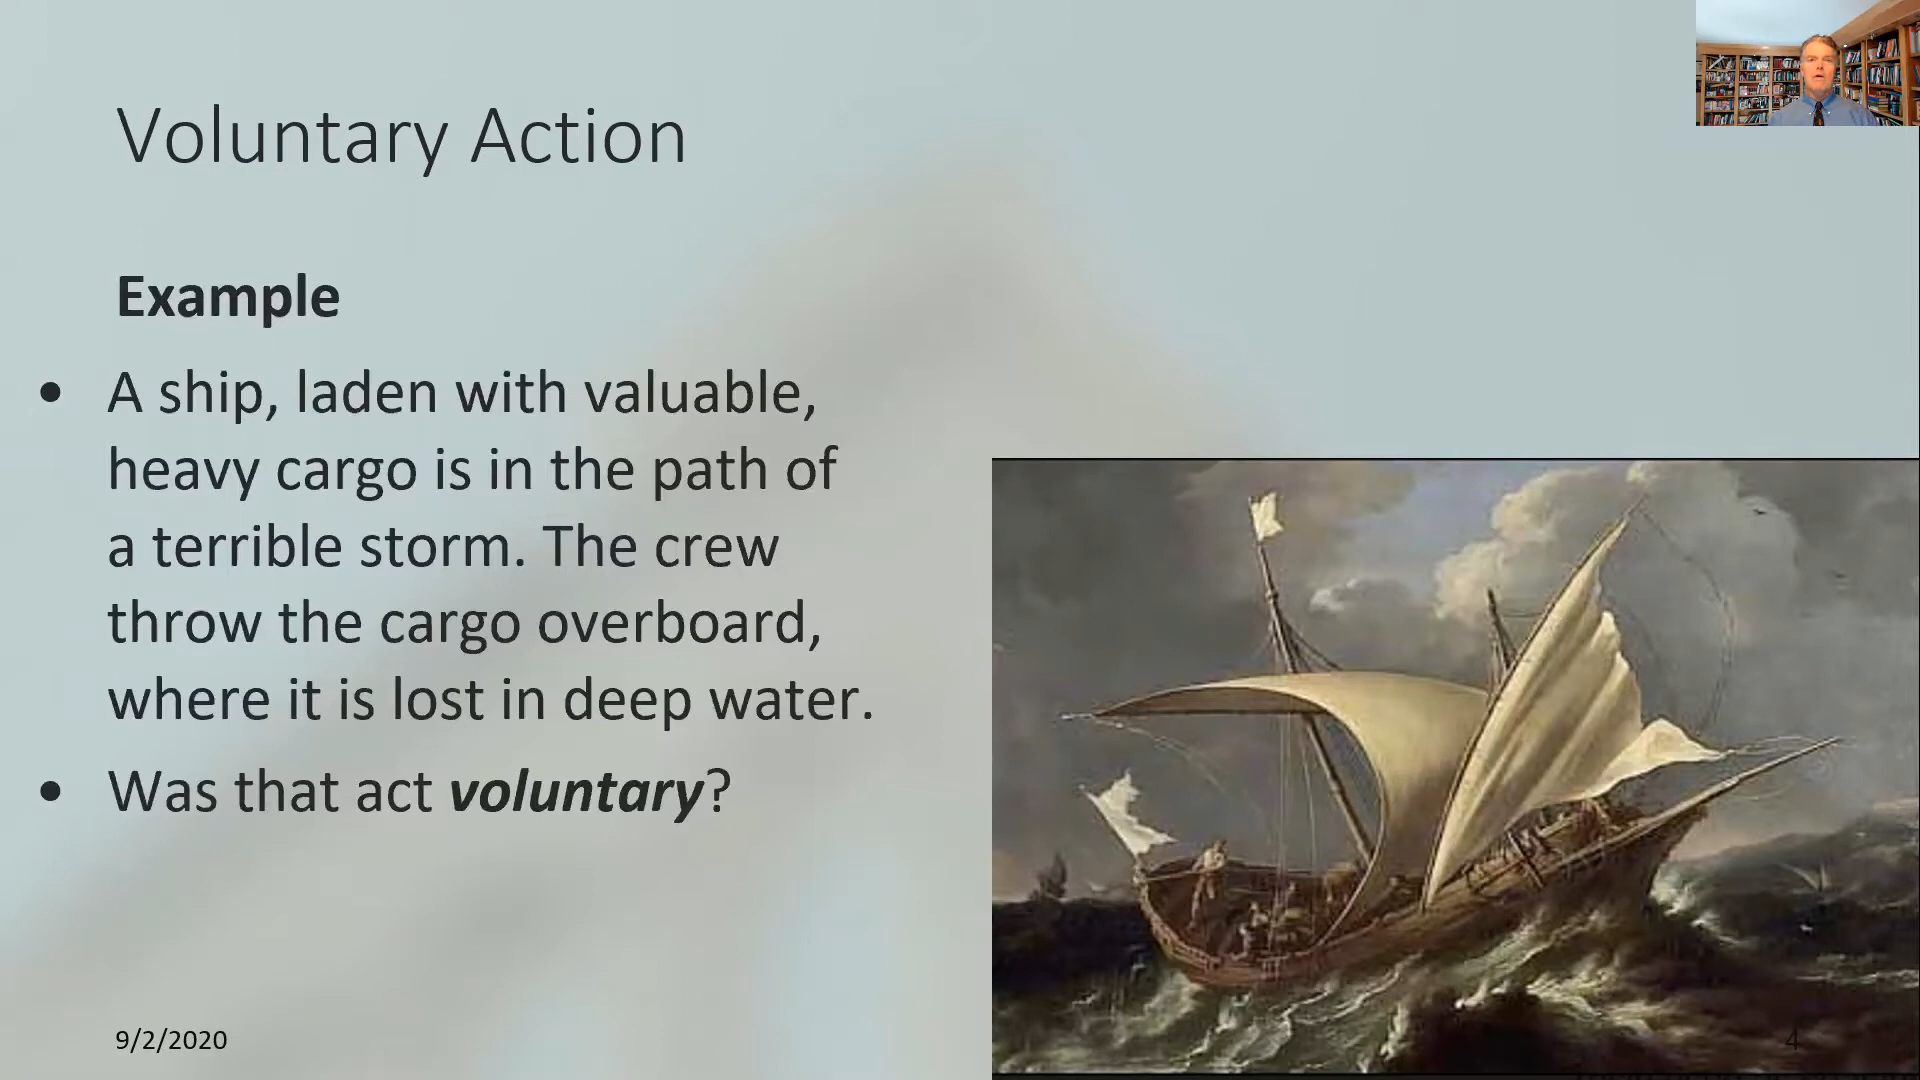 Voluntary Action
Example
• A ship, laden with valuable,
heavy cargo is in the path of
a terrible storm. The crew
throw the cargo overboard,
where it is lost in deep water.
• Was that act voluntary?
9/2/2020
4